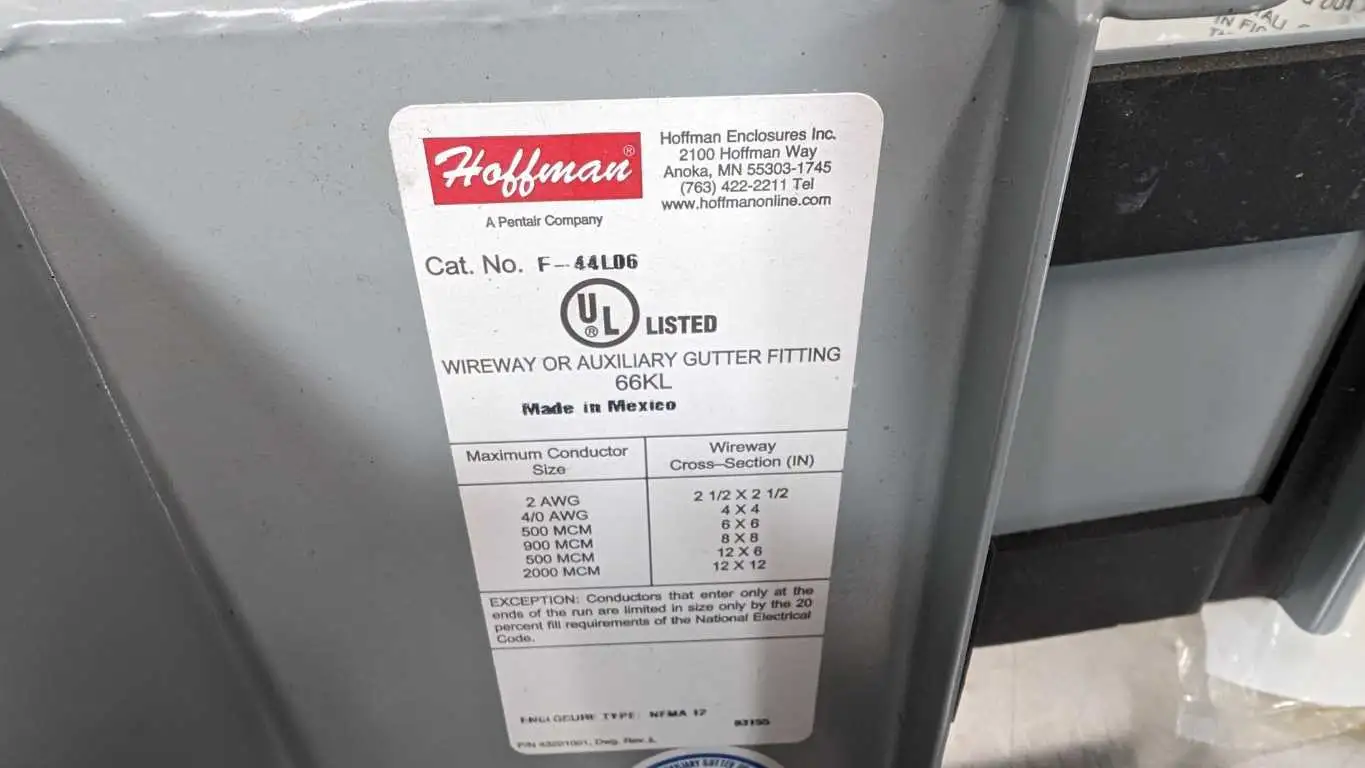 Hoffman®
A Pentair Company
Hoffman Enclosures Inc.
2100 Hoffman Way
Anoka, MN 55303-1745
(763) 422-2211 Tel
www.hoffmanonline.com
Cat. No. F-44L06
UL® LISTED
WIREWAY OR AUXILIARY GUTTER FITTING
66KL
Made in Mexico
Maximum Conductor Size
Wireway Cross-Section (IN)
2 AWG 2 1/2 X 2 1/2
4/0 AWG 4 X 4
500 MCM 6 X 6
900 MCM 8 X 8
500 MCM 12 X 6
2000 MCM 12 X 12
EXCEPTION: Conductors that enter only at the
ends of the run are limited in size only by the 20
percent fill requirements of the National Electrical
Code.
ENCLOSURE TYPE: NEMA 12
P/N 43201001, Dwg. Rev. L
GUTTER
IN